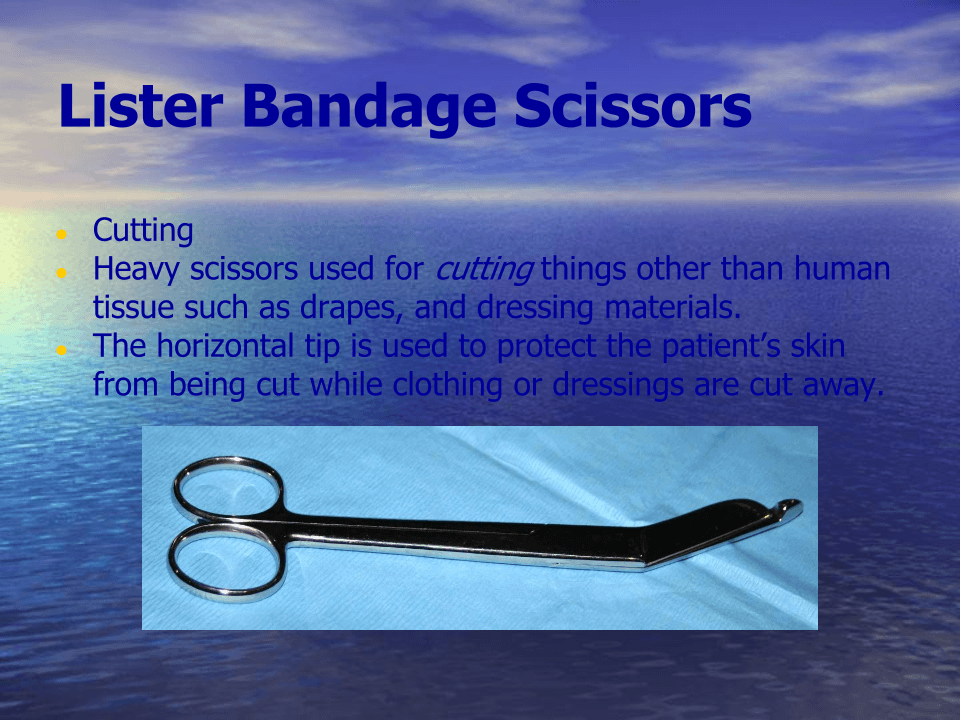 Lister Bandage Scissors
Cutting
Heavy scissors used for cutting things other than human
tissue such as drapes, and dressing materials.
The horizontal tip is used to protect the patient’s skin
from being cut while clothing or dressings are cut away.